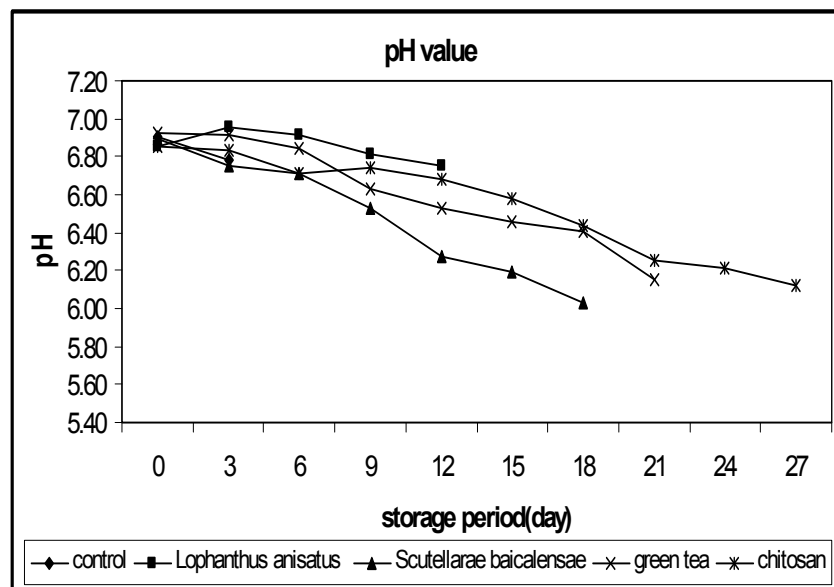 pH value
7.20
7.00
6.80
6.60
6.40
6.20
6.00
5.80
5.60
5.40
pH
0 3 6 9 12 15 18 21 24 27
storage period(day)
control Lophanthus anisatus Scutellarae baicalensae green tea chitosan